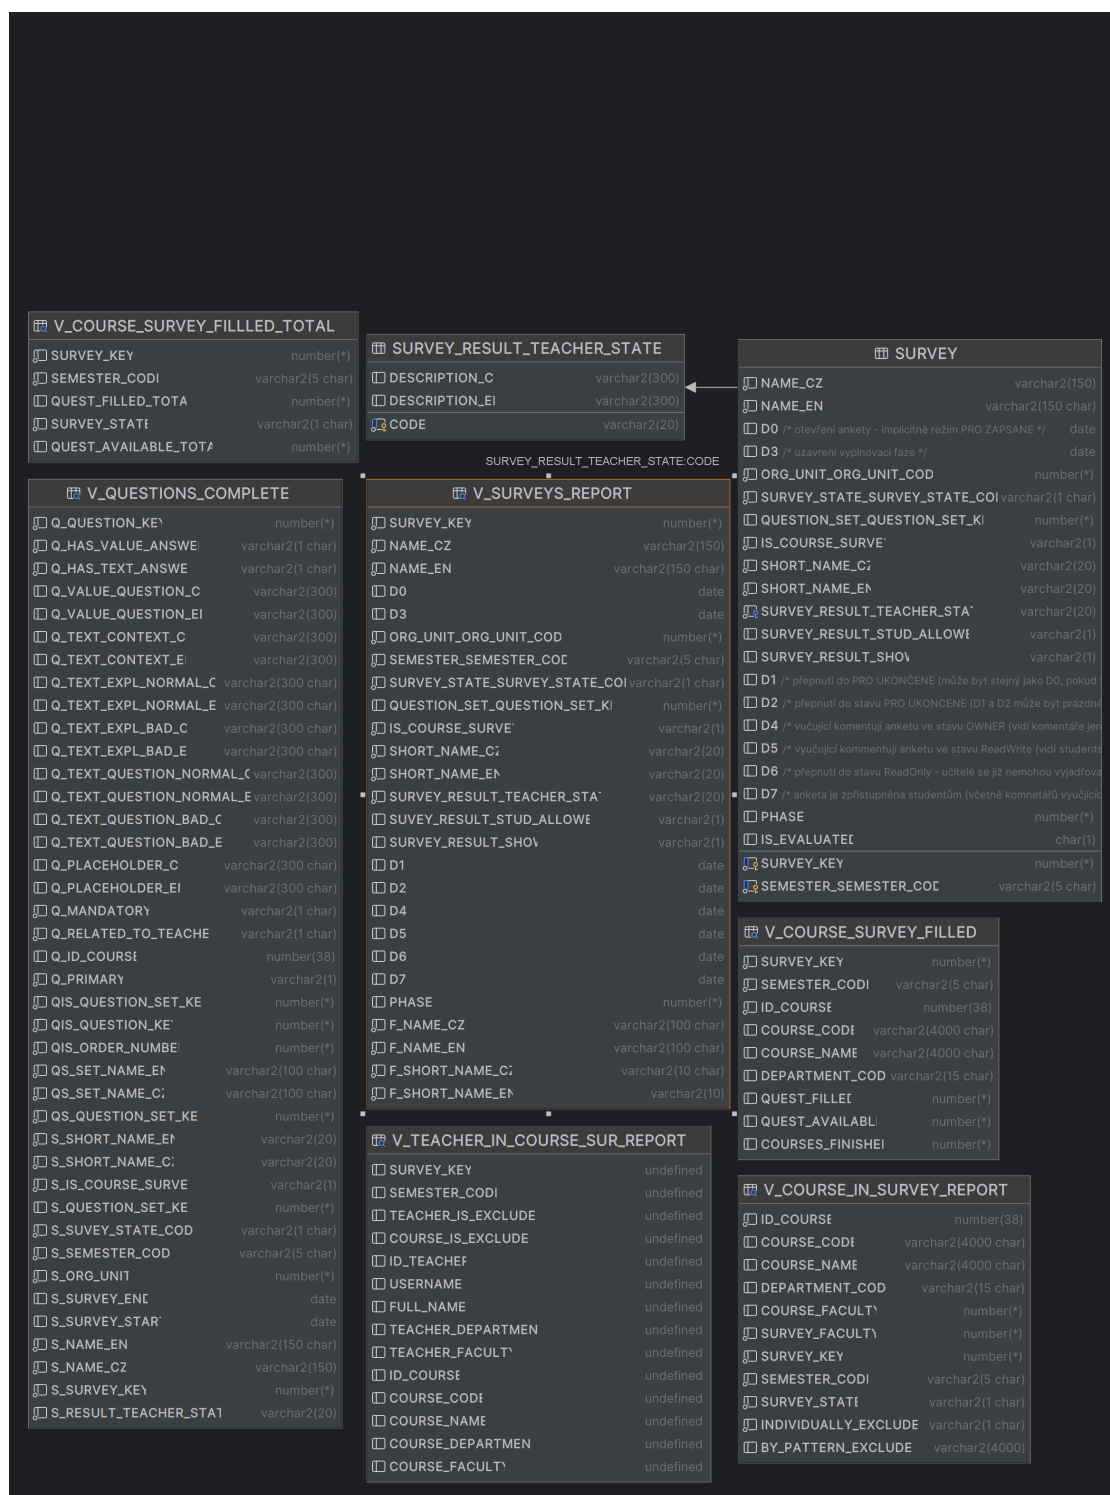 V_COURSE_SURVEY_FILLLED_TOTAL
SURVEY_KEY number(*)
SEMESTER_CODI varchar2(5 char)
QUEST_FILLED_TOTA number(*)
SURVEY_STATE varchar2(1 char)
QUEST_AVAILABLE_TOTA number(*)
SURVEY_RESULT_TEACHER_STATE
DESCRIPTION_C varchar2(300)
DESCRIPTION_EI varchar2(300)
CODE varchar2(20)
SURVEY_RESULT_TEACHER_STATE:CODE
V_QUESTIONS_COMPLETE
Q_QUESTION_KEY number(*)
Q_HAS_VALUE_ANSWE varchar2(1 char)
Q_HAS_TEXT_ANSWE varchar2(1 char)
Q_VALUE_QUESTION_C varchar2(300)
Q_VALUE_QUESTION_EI varchar2(300)
Q_TEXT_CONTEXT_C varchar2(300)
Q_TEXT_CONTEXT_E varchar2(300)
Q_TEXT_EXPL_NORMAL_C varchar2(300 char)
Q_TEXT_EXPL_NORMAL_E varchar2(300 char)
Q_TEXT_EXPL_BAD_C varchar2(300 char)
Q_TEXT_EXPL_BAD_E varchar2(300 char)
Q_TEXT_QUESTION_NORMAL_C varchar2(300)
Q_TEXT_QUESTION_NORMAL_E varchar2(300)
Q_TEXT_QUESTION_BAD_C varchar2(300)
Q_TEXT_QUESTION_BAD_E varchar2(300)
Q_PLACEHOLDER_C varchar2(300 char)
Q_PLACEHOLDER_EI varchar2(300 char)
Q_MANDATORY varchar2(1 char)
Q_RELATED_TO_TEACHE varchar2(1 char)
Q_ID_COURSE number(38)
Q_PRIMARY varchar2(1)
QIS_QUESTION_SET_KE number(*)
QIS_QUESTION_KE number(*)
QIS_ORDER_NUMBE number(*)
QS_SET_NAME_EN varchar2(100 char)
QS_SET_NAME_C varchar2(100 char)
QS_QUESTION_SET_KE number(*)
S_SHORT_NAME_EN varchar2(20)
S_SHORT_NAME_C varchar2(20)
S_IS_COURSE_SURVE varchar2(1)
S_QUESTION_SET_KE number(*)
S_SUVEY_STATE_COD varchar2(1 char)
S_SEMESTER_COD varchar2(5 char)
S_ORG_UNIT number(*)
S_SURVEY_END date
S_SURVEY_STAR date
S_NAME_EN varchar2(150 char)
S_NAME_CZ varchar2(150)
S_SURVEY_KEY number(*)
S_RESULT_TEACHER_STAT varchar2(20)
V_SURVEYS_REPORT
SURVEY_KEY number(*)
NAME_CZ varchar2(150)
NAME_EN varchar2(150 char)
D0 date
D3 date
ORG_UNIT_ORG_UNIT_COD number(*)
SEMESTER_SEMESTER_COD varchar2(5 char)
SURVEY_STATE_SURVEY_STATE_COI varchar2(1 char)
QUESTION_SET_QUESTION_SET_KI number(*)
IS_COURSE_SURVE varchar2(1)
SHORT_NAME_CZ varchar2(20)
SHORT_NAME_EN varchar2(20)
SURVEY_RESULT_TEACHER_STA varchar2(20)
SUVEY_RESULT_STUD_ALLOWE varchar2(1)
SURVEY_RESULT_SHOW varchar2(1)
D1 date
D2 date
D4 date
D5 date
D6 date
D7 date
PHASE number(*)
F_NAME_CZ varchar2(100 char)
F_NAME_EN varchar2(100 char)
F_SHORT_NAME_CZ varchar2(10 char)
F_SHORT_NAME_EN varchar2(10)
V_TEACHER_IN_COURSE_SUR_REPORT
SURVEY_KEY undefined
SEMESTER_CODI undefined
TEACHER_IS_EXCLUDE undefined
COURSE_IS_EXCLUDE undefined
ID_TEACHER undefined
USERNAME undefined
FULL_NAME undefined
TEACHER_DEPARTMEN undefined
TEACHER_FACULTY undefined
ID_COURSE undefined
COURSE_CODE undefined
COURSE_NAME undefined
COURSE_DEPARTMEN undefined
COURSE_FACULTY undefined
SURVEY
NAME_CZ varchar2(150)
NAME_EN varchar2(150 char)
D0 /* otevření ankety - implicitně režim PRO ZAPSANE */ date
D3 /* uzavreni vyplnovaci faze */ date
ORG_UNIT_ORG_UNIT_COD number(*)
SURVEY_STATE_SURVEY_STATE_COI varchar2(1 char)
QUESTION_SET_QUESTION_SET_KI number(*)
IS_COURSE_SURVE varchar2(1)
SHORT_NAME_CZ varchar2(20)
SHORT_NAME_EN varchar2(20)
SURVEY_RESULT_TEACHER_STA varchar2(20)
SURVEY_RESULT_STUD_ALLOWE varchar2(1)
SURVEY_RESULT_SHOW varchar2(1)
D1 /* přepnutí do PRO UKONČENE (může být stejný jako D0, pokud
D2 /* přepnutí do stavu PRO UKONCENE (D1 a D2 může být prázdné
D4 /* vučující komentují anketu ve stavu OWNER (vidí komentáře jen
D5 /* vyučující kommentují anketu ve stavu ReadWrite (vidí students
D6 /* přepnutí do stavu ReadOnly - učitelé se již nemohou vyjadřova
D7 /* anketa je zpřístupněna studentům (včetně komnetářů vyučjícíc
PHASE number(*)
IS_EVALUATED char(1)
SURVEY_KEY number(*)
SEMESTER_SEMESTER_COD varchar2(5 char)
V_COURSE_SURVEY_FILLED
SURVEY_KEY number(*)
SEMESTER_CODI varchar2(5 char)
ID_COURSE number(38)
COURSE_CODE varchar2(4000 char)
COURSE_NAME varchar2(4000 char)
DEPARTMENT_COD varchar2(15 char)
QUEST_FILLED number(*)
QUEST_AVAILABL number(*)
COURSES_FINISHEI number(*)
V_COURSE_IN_SURVEY_REPORT
ID_COURSE number(38)
COURSE_CODE varchar2(4000 char)
COURSE_NAME varchar2(4000 char)
DEPARTMENT_COD varchar2(15 char)
COURSE_FACULTY number(*)
SURVEY_FACULTY number(*)
SURVEY_KEY number(*)
SEMESTER_CODI varchar2(5 char)
SURVEY_STATE varchar2(1 char)
INDIVIDUALLY_EXCLUDE varchar2(1 char)
BY_PATTERN_EXCLUDE varchar2(4000)